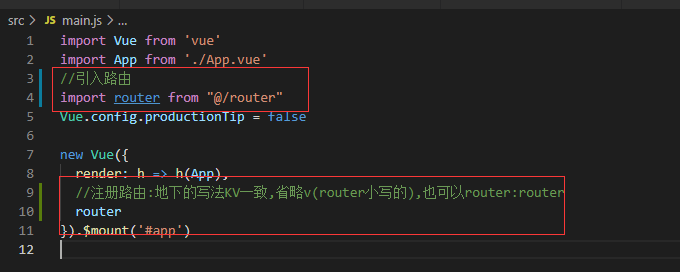 src > JS main.js > ...
1 import Vue from 'vue'
2 import App from './App.vue'
3 //引入路由
4 import router from "@/router"
5 Vue.config.productionTip = false
6
7 new Vue({
8 render: h => h(App),
9 //注册路由:地下的写法KV一致,省略v(router小写的),也可以router:router
10 router
11 }).$mount('#app')
12